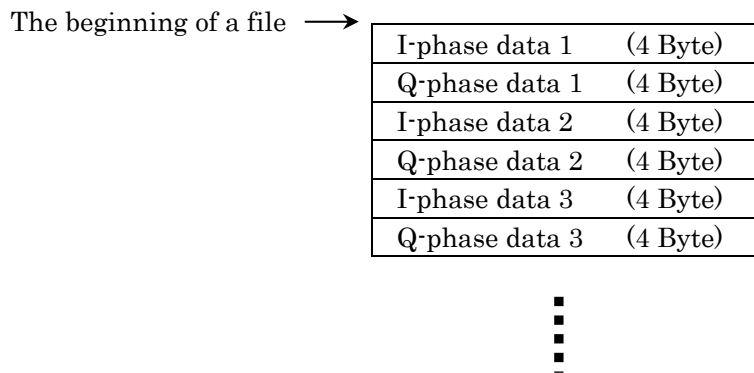 The beginning of a file
I-phase data 1 (4 Byte)
Q-phase data 1 (4 Byte)
I-phase data 2 (4 Byte)
Q-phase data 2 (4 Byte)
I-phase data 3 (4 Byte)
Q-phase data 3 (4 Byte)